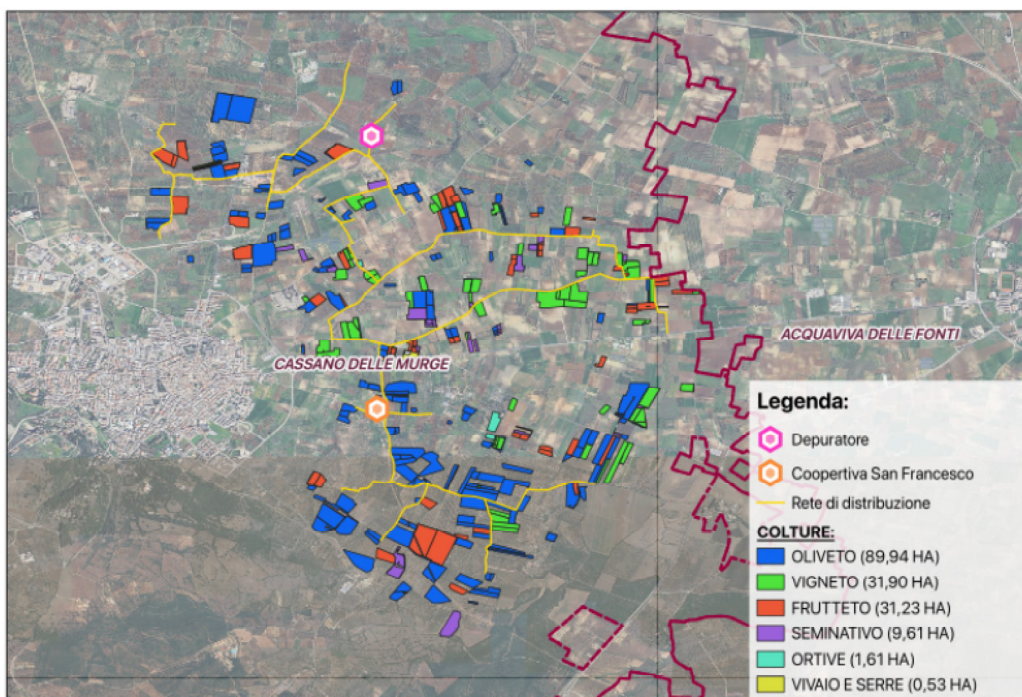 ACQUAVIVA DELLE FONTI
CASSANO DELLE MURGE
Legenda:
Depuratore
Coopertiva San Francesco
Rete di distribuzione
COLTURE:
OLIVETO (89,94 HA)
VIGNETO (31,90 HA)
FRUTTETO (31,23 HA)
SEMINATIVO (9,61 HA)
ORTIVE (1,61 HA)
VIVAIO E SERRE (0,53 HA)